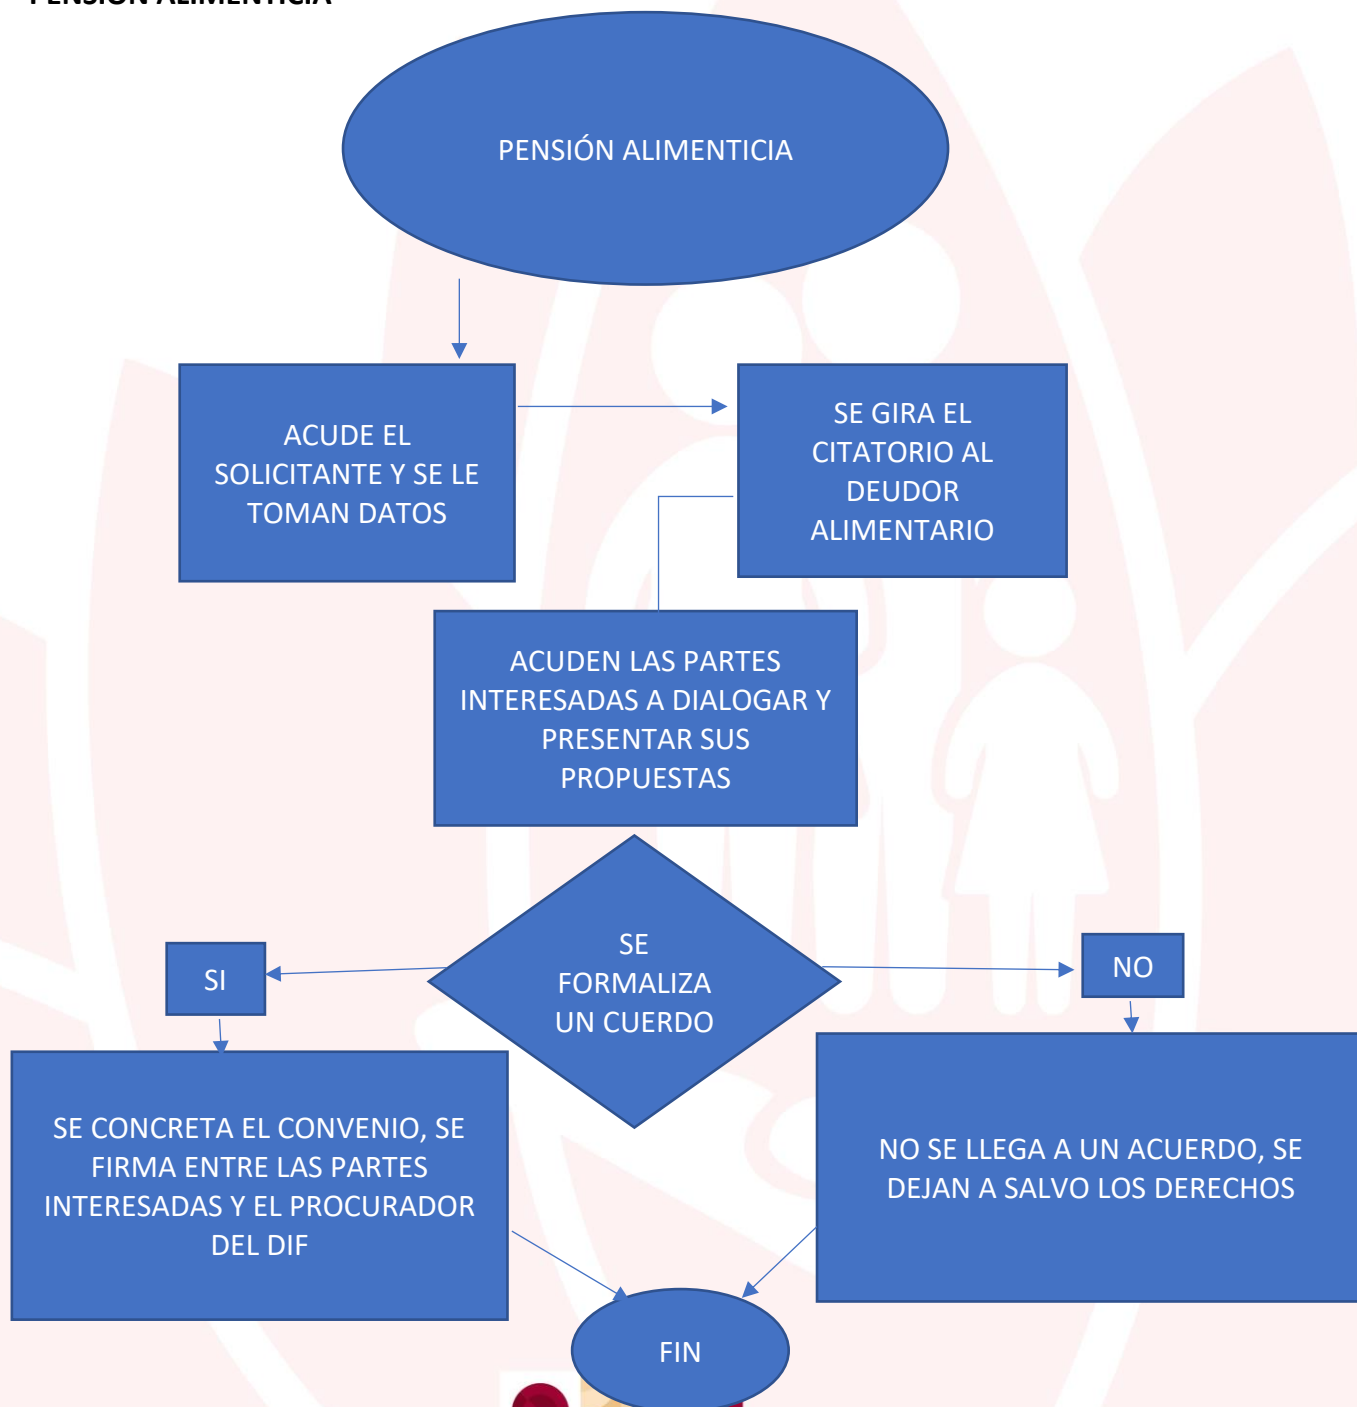 PENSIÓN ALIMENTICIA
PENSIÓN ALIMENTICIA
ACUDE EL
SOLICITANTE Y SE LE
TOMAN DATOS
SE GIRA EL
CITATORIO AL
DEUDOR
ALIMENTARIO
ACUDEN LAS PARTES
INTERESADAS A DIALOGAR Y
PRESENTAR SUS
PROPUESTAS
SE
FORMALIZA
UN CUERDO
SI
NO
SE CONCRETA EL CONVENIO, SE
FIRMA ENTRE LAS PARTES
INTERESADAS Y EL PROCURADOR
DEL DIF
NO SE LLEGA A UN ACUERDO, SE
DEJAN A SALVO LOS DERECHOS
FIN